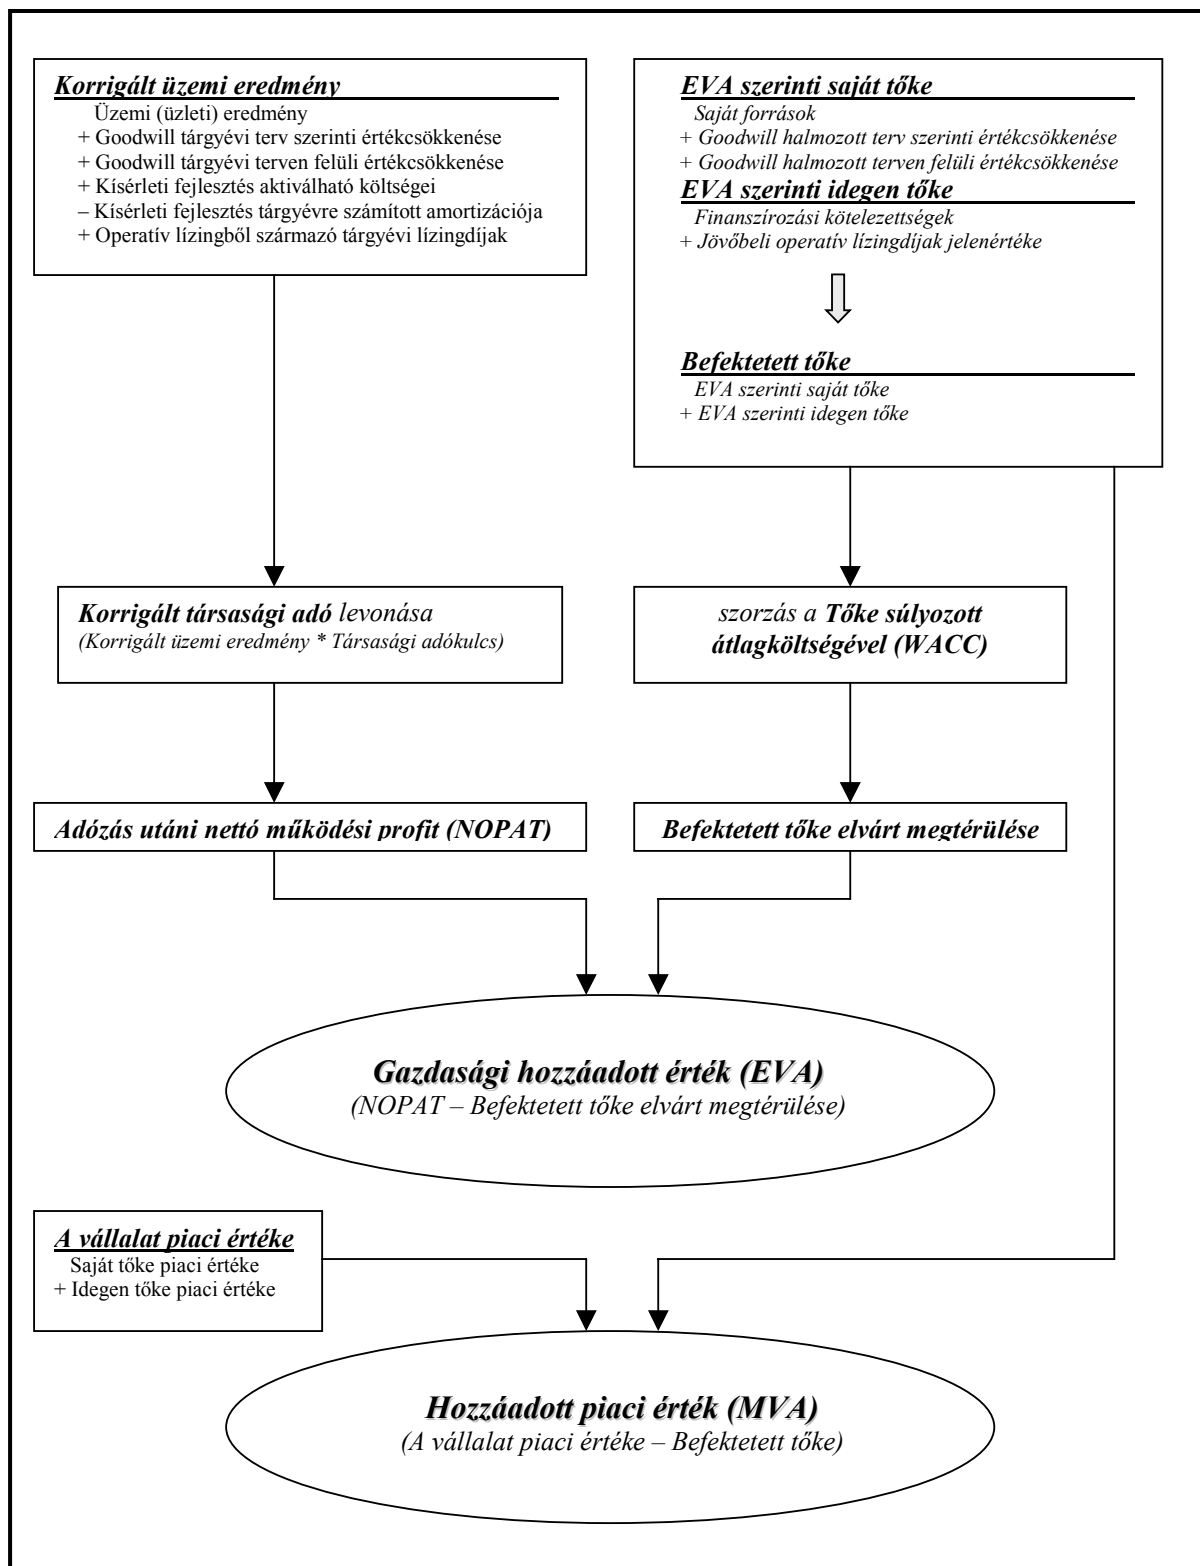 Korrigált üzemi eredmény
Üzemi (üzleti) eredmény
+ Goodwill tárgyévi terv szerinti értékcsökkenése
+ Goodwill tárgyévi terven felüli értékcsökkenése
+ Kísérleti fejlesztés aktiválható költségei
– Kísérleti fejlesztés tárgyévre számított amortizációja
+ Operatív lízingből származó tárgyévi lízingdíjak
EVA szerinti saját tőke
Saját források
+ Goodwill halmozott terv szerinti értékcsökkenése
+ Goodwill halmozott terven felüli értékcsökkenése
EVA szerinti idegen tőke
Finanszírozási kötelezettségek
+ Jövőbeli operatív lízingdíjak jelenértéke
Befektetett tőke
EVA szerinti saját tőke
+ EVA szerinti idegen tőke
Korrigált társasági adó levonása
(Korrigált üzemi eredmény * Társasági adókulcs)
szorzás a Tőke súlyozott
átlagköltségével (WACC)
Adózás utáni nettó működési profit (NOPAT)
Befektetett tőke elvárt megtérülése
Gazdasági hozzáadott érték (EVA)
(NOPAT – Befektetett tőke elvárt megtérülése)
A vállalat piaci értéke
Saját tőke piaci értéke
+ Idegen tőke piaci értéke
Hozzáadott piaci érték (MVA)
(A vállalat piaci értéke – Befektetett tőke)